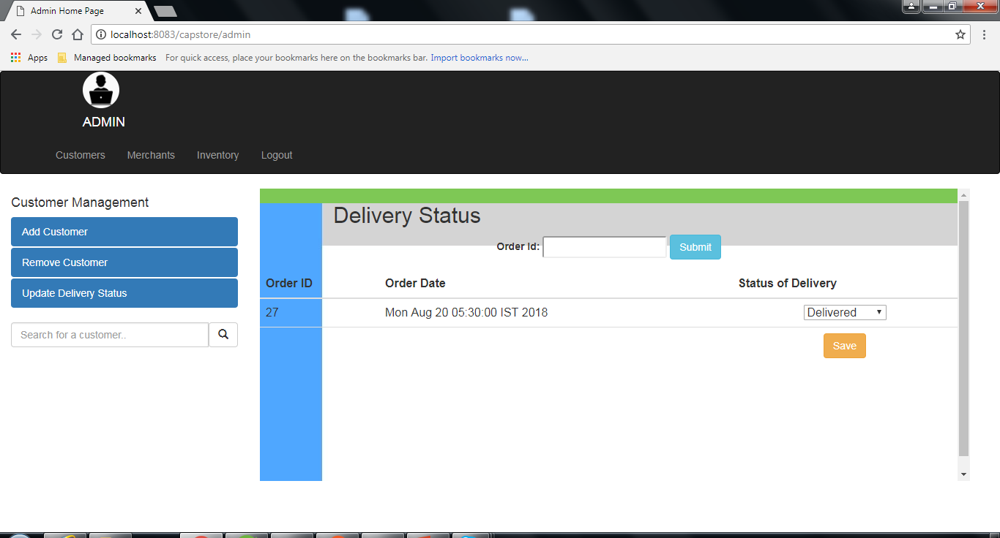 Admin Home Page
localhost:8083/capstore/admin
Apps Managed bookmarks For quick access, place your bookmarks here on the bookmarks bar. Import bookmarks now...
ADMIN
Customers Merchants Inventory Logout
Customer Management
Add Customer
Remove Customer
Update Delivery Status
Search for a customer..
Delivery Status
Order Id: Submit
Order ID Order Date Status of Delivery
27 Mon Aug 20 05:30:00 IST 2018 Delivered
Save